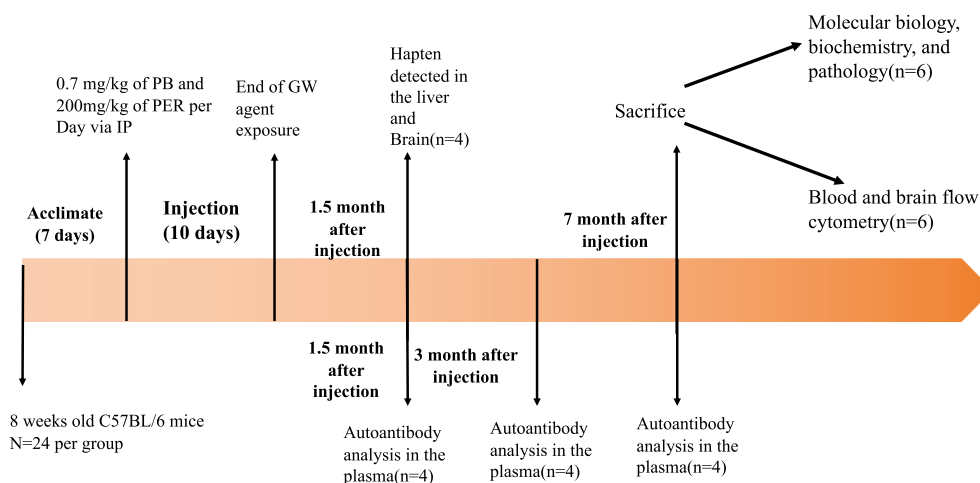 Molecular biology,
biochemistry, and
pathology(n=6)
Hapten
detected in
the liver
and
Brain(n=4)
0.7 mg/kg of PB and
200mg/kg of PER per
Day via IP
End of GW
agent
exposure
Sacrifice
Blood and brain flow
cytometry(n=6)
Acclimate
(7 days)
Injection
(10 days)
1.5 month
after
injection
7 month after
injection
1.5 month
after
injection
3 month after
injection
8 weeks old C57BL/6 mice
N=24 per group
Autoantibody
analysis in the
plasma(n=4)
Autoantibody
analysis in the
plasma(n=4)
Autoantibody
analysis in the
plasma(n=4)